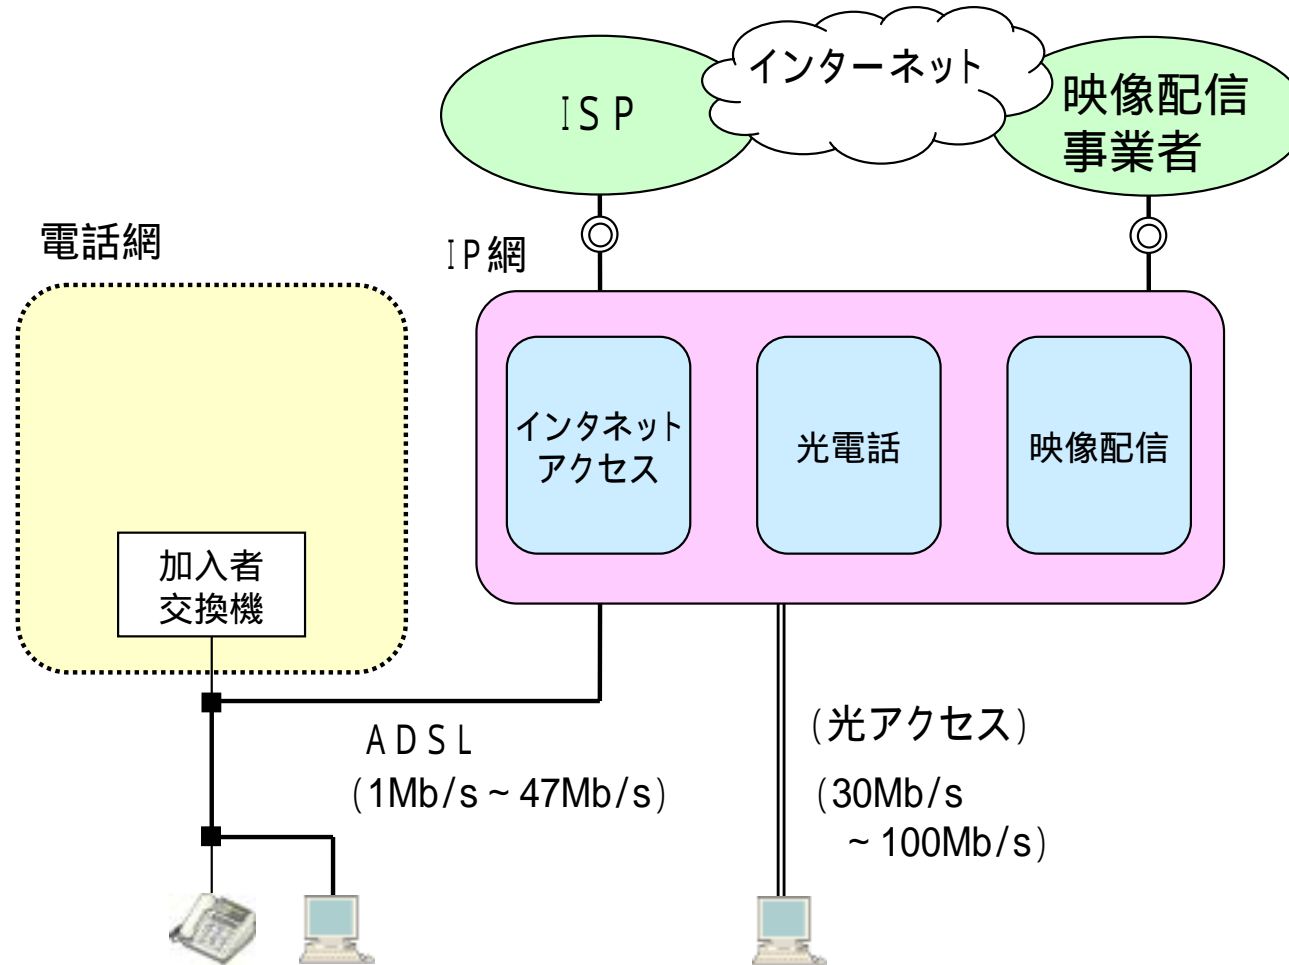 インターネット
ISP
映像配信
事業者
電話網
IP網
インタネット
アクセス
光電話
映像配信
加入者
交換機
ADSL
(1Mb/s~47Mb/s)
(光アクセス)
(30Mb/s
~100Mb/s)